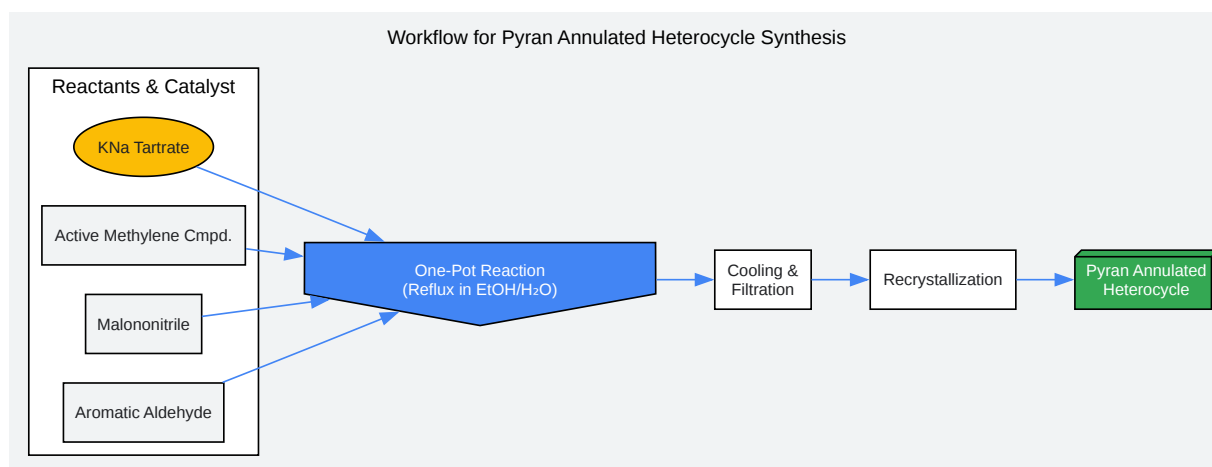 Workflow for Pyran Annulated Heterocycle Synthesis
Reactants & Catalyst
KNa Tartrate
Active Methylene Cmpd.
Malononitrile
Aromatic Aldehyde
One-Pot Reaction
(Reflux in EtOH/H₂O)
Cooling &
Filtration
Recrystallization
Pyran Annulated
Heterocycle